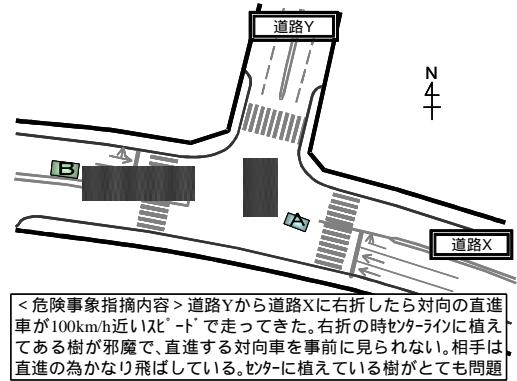 道路Y
N
B
A
道路X
<危険事象指摘内容>道路Yから道路Xに右折したら対向の直進
車が100km/h近いｽﾋﾟｰﾄﾞで走ってきた。右折の時ｾﾝﾀｰﾗｲﾝに植え
てある樹が邪魔で、直進する対向車を事前に見られない。相手は
直進の為かなり飛ばしている。ｾﾝﾀｰに植えている樹がとても問題